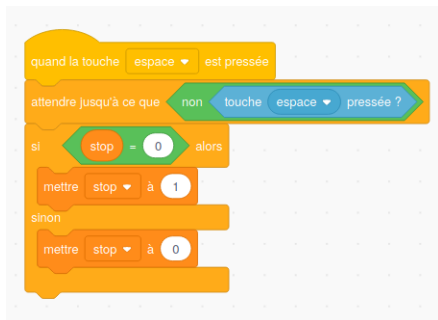 quand la touche espace est pressée
attendre jusqu'à ce que non touche espace pressée ?
si stop = 0 alors
mettre stop à 1
sinon
mettre stop à 0